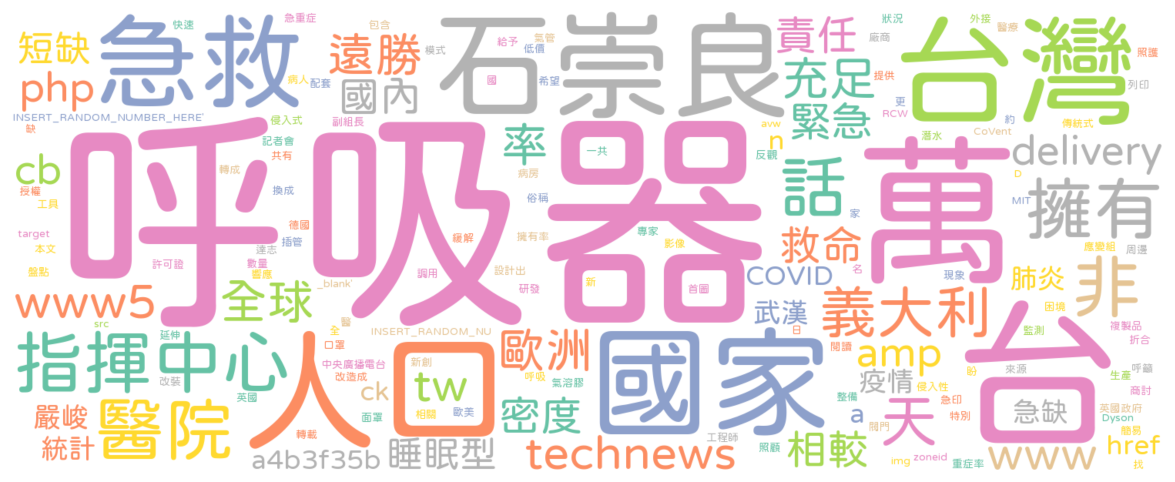 呼吸器
萬
台
台灣
石崇良
國家
人口
急救
指揮中心
醫院
義大利
擁有
非
話
天
遠勝
責任
充足
緊急
國內
率
n
短缺
php
cb
www5
全球
歐洲
救命
COVID
武漢
肺炎
delivery
amp
疫情
a
tw
ck
密度
睡眠型
technews
a4b3f35b
嚴峻
統計
相較
www
href
急缺
快速
急重症
包含
氣管
模式
給予
低價
希望
國
狀況
廠商
外接
醫療
照護
提供
列印
更
RCW
約
潛水
CoVent
傳統式
avw
反觀
D
MIT
家
病人
配套
INSERT_RANDOM_NUMBER_HERE'
缺
侵入式
副組長
記者會
共有
轉成
換成
授權
工具
德國
插管
target
本文
達志
數量
響應
盤點
許可證
_blank'
src
延伸
全
醫
口罩
INSERT_RANDOM_NU
日
中央廣播電台
改造成
改裝
英國
面罩
轉載
新創
呼吸
相關
歐美
氣溶膠
病房
俗稱
一共
專家
擁有率
緩解
影像
調用
設計出
研發
新
首圖
名
現象
應變組
周邊
困境
監測
複製品
折合
閱讀
盼
來源
呼籲
侵入性
生產
商討
急印
特別
英國政府
Dyson
簡易
找
整備
閥門
工程師
照顧
img
zoneid
重症率